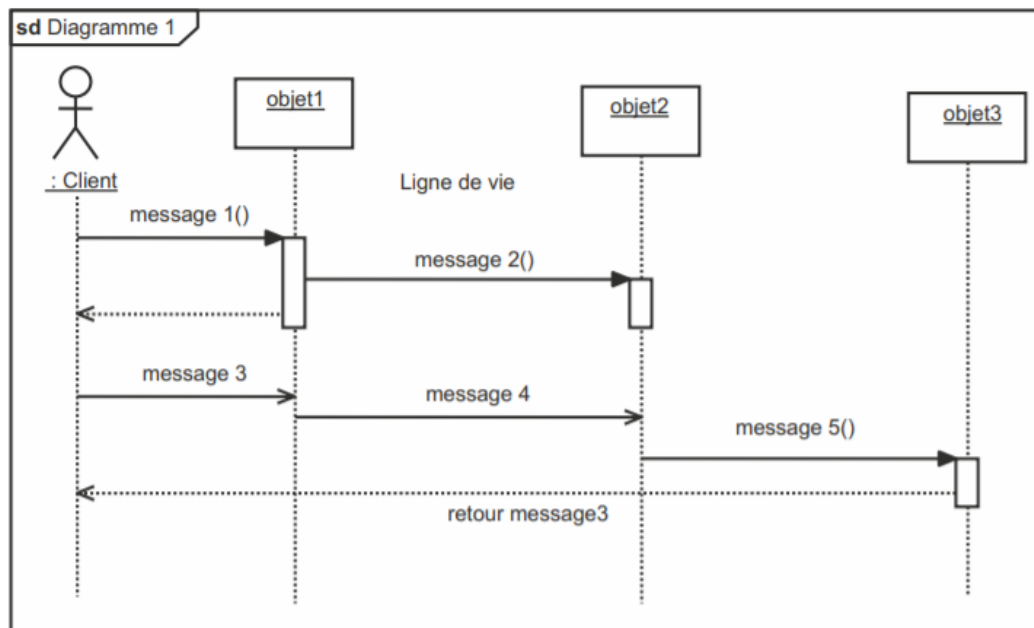 sd Diagramme 1
objet1
objet2
objet3
: Client
Ligne de vie
message 1()
message 2()
message 3
message 4
message 5()
retour message3